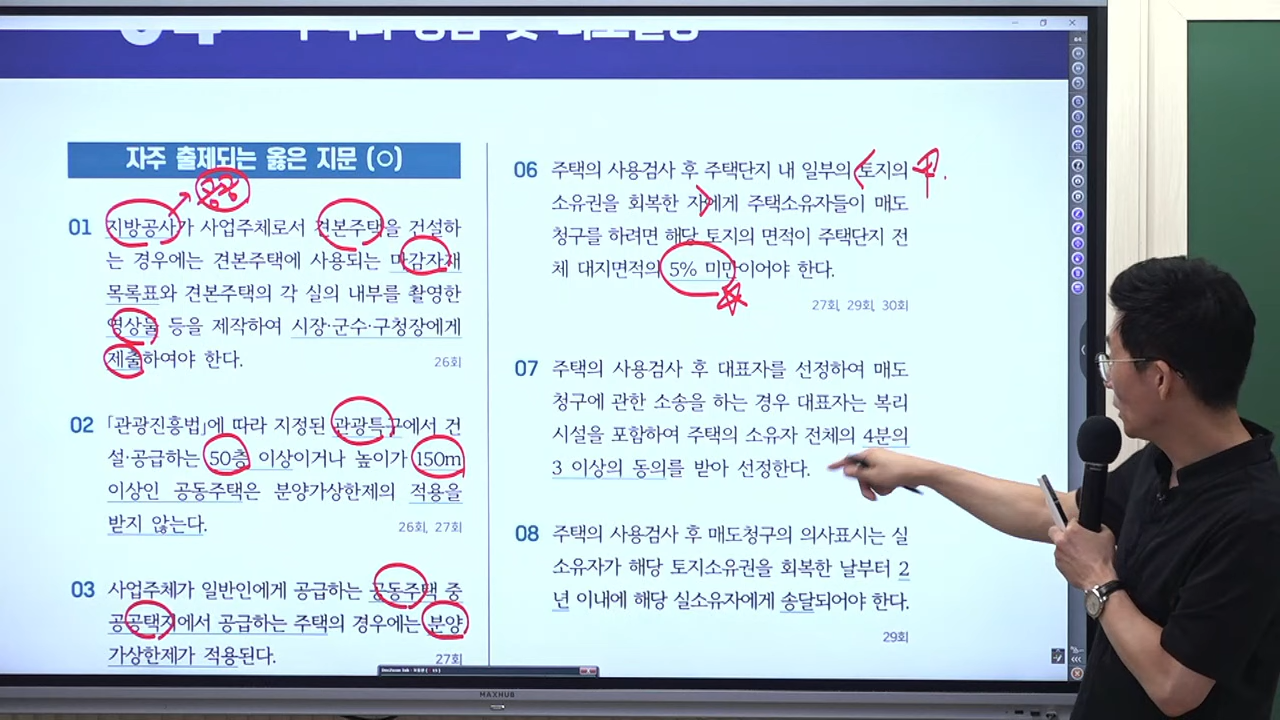 자주 출제되는 옳은 지문 (○)
공공
01 지방공사가 사업주체로서 견본주택을 건설하
는 경우에는 견본주택에 사용되는 마감자재
목록표와 견본주택의 각 실의 내부를 촬영한
영상물 등을 제작하여 시장·군수·구청장에게
제출하여야 한다. 26회
02 「관광진흥법」에 따라 지정된 관광특구에서 건
설·공급하는 50층 이상이거나 높이가 150m
이상인 공동주택은 분양가상한제의 적용을
받지 않는다. 26회, 27회
03 사업주체가 일반인에게 공급하는 공동주택 중
공공택지에서 공급하는 주택의 경우에는 분양
가상한제가 적용된다. 27회
06 주택의 사용검사 후 주택단지 내 일부의 토지의
소유권을 회복한 자에게 주택소유자들이 매도
청구를 하려면 해당 토지의 면적이 주택단지 전
체 대지면적의 5% 미만이어야 한다.
27회, 29회, 30회
07 주택의 사용검사 후 대표자를 선정하여 매도
청구에 관한 소송을 하는 경우 대표자는 복리
시설을 포함하여 주택의 소유자 전체의 4분의
3 이상의 동의를 받아 선정한다.
08 주택의 사용검사 후 매도청구의 의사표시는 실
소유자가 해당 토지소유권을 회복한 날부터 2
년 이내에 해당 실소유자에게 송달되어야 한다.
29회
MAXHUB